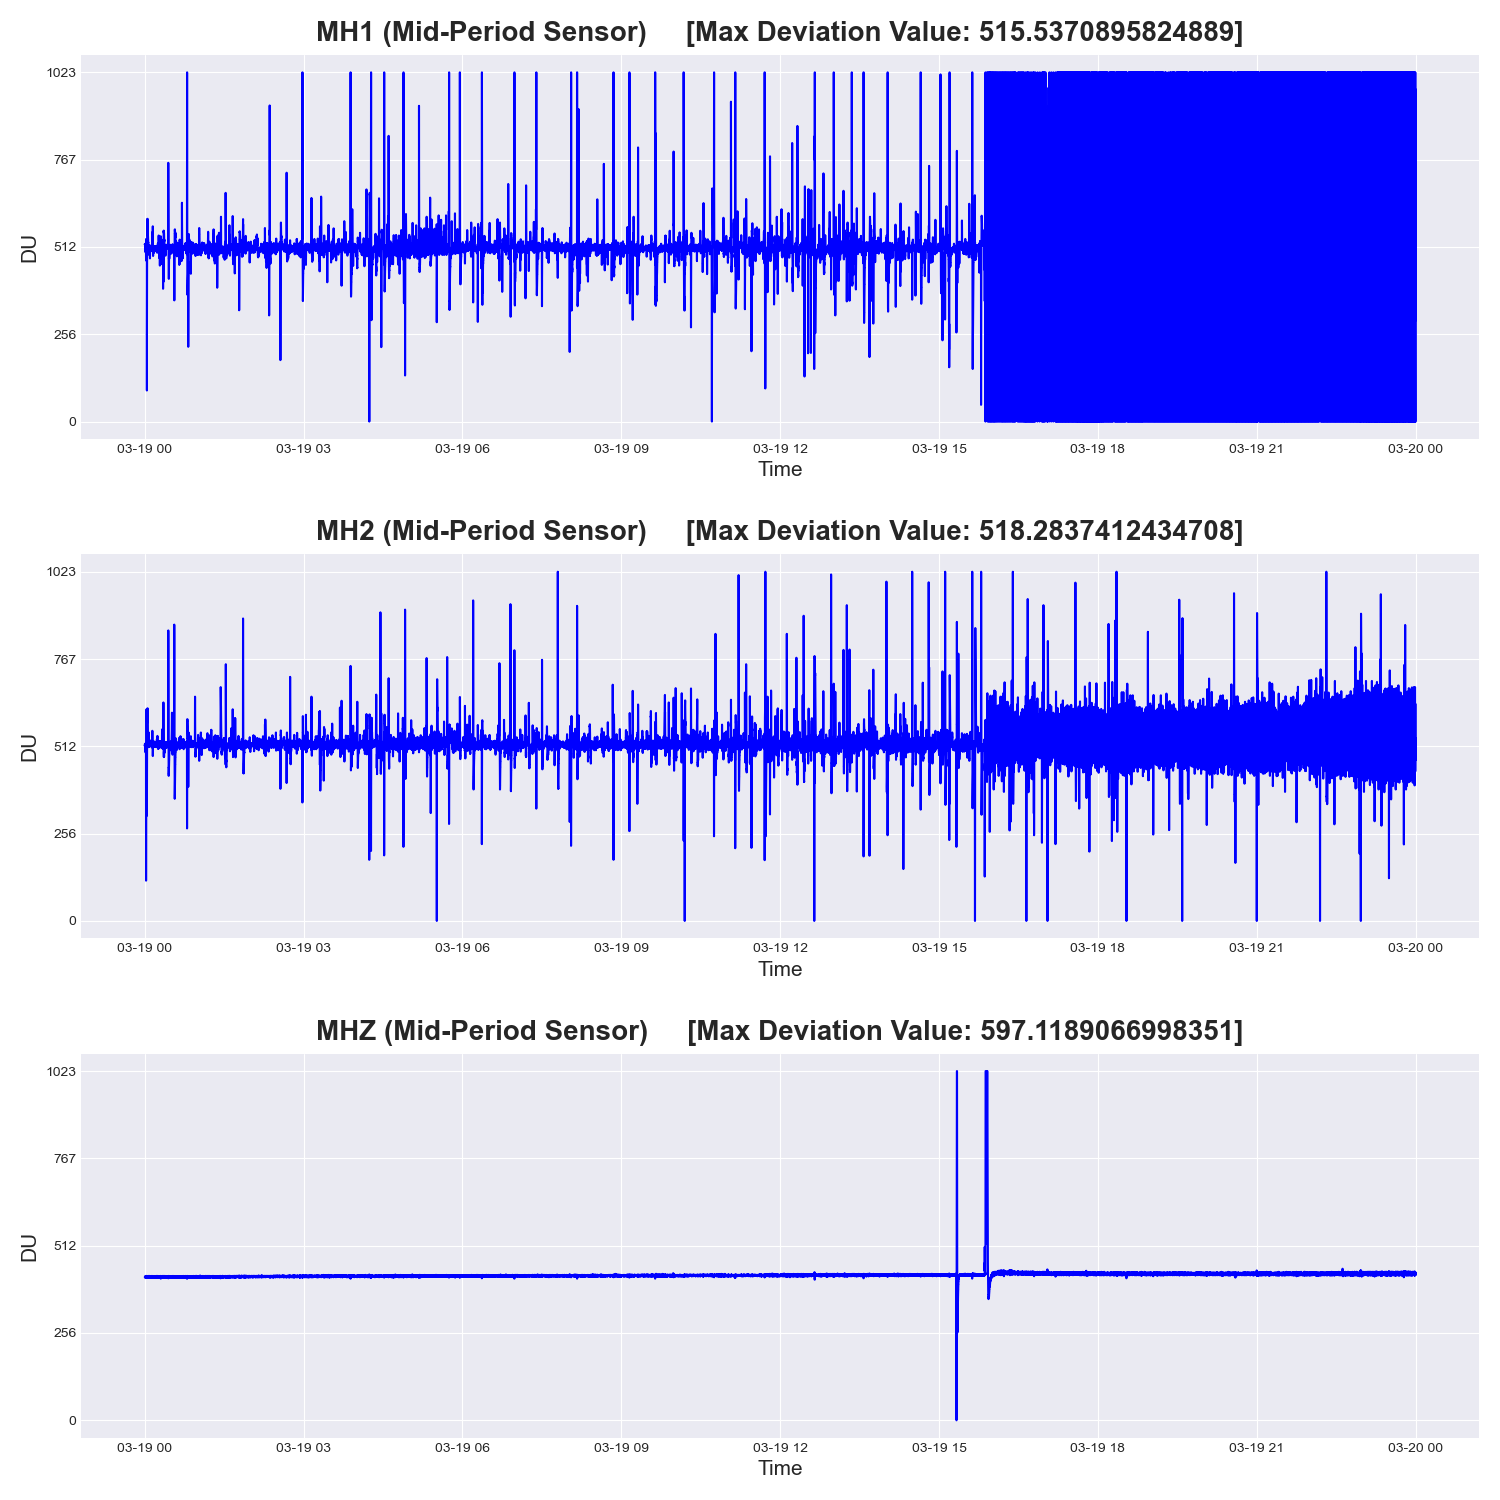 MH1 (Mid-Period Sensor) [Max Deviation Value: 515.5370895824889]
1023
767
512
256
0
DU
03-19 00 03-19 03 03-19 06 03-19 09 03-19 12 03-19 15 03-19 18 03-19 21 03-20 00
Time
MH2 (Mid-Period Sensor) [Max Deviation Value: 518.2837412434708]
1023
767
512
256
0
DU
03-19 00 03-19 03 03-19 06 03-19 09 03-19 12 03-19 15 03-19 18 03-19 21 03-20 00
Time
MHZ (Mid-Period Sensor) [Max Deviation Value: 597.1189066998351]
1023
767
512
256
0
DU
03-19 00 03-19 03 03-19 06 03-19 09 03-19 12 03-19 15 03-19 18 03-19 21 03-20 00
Time